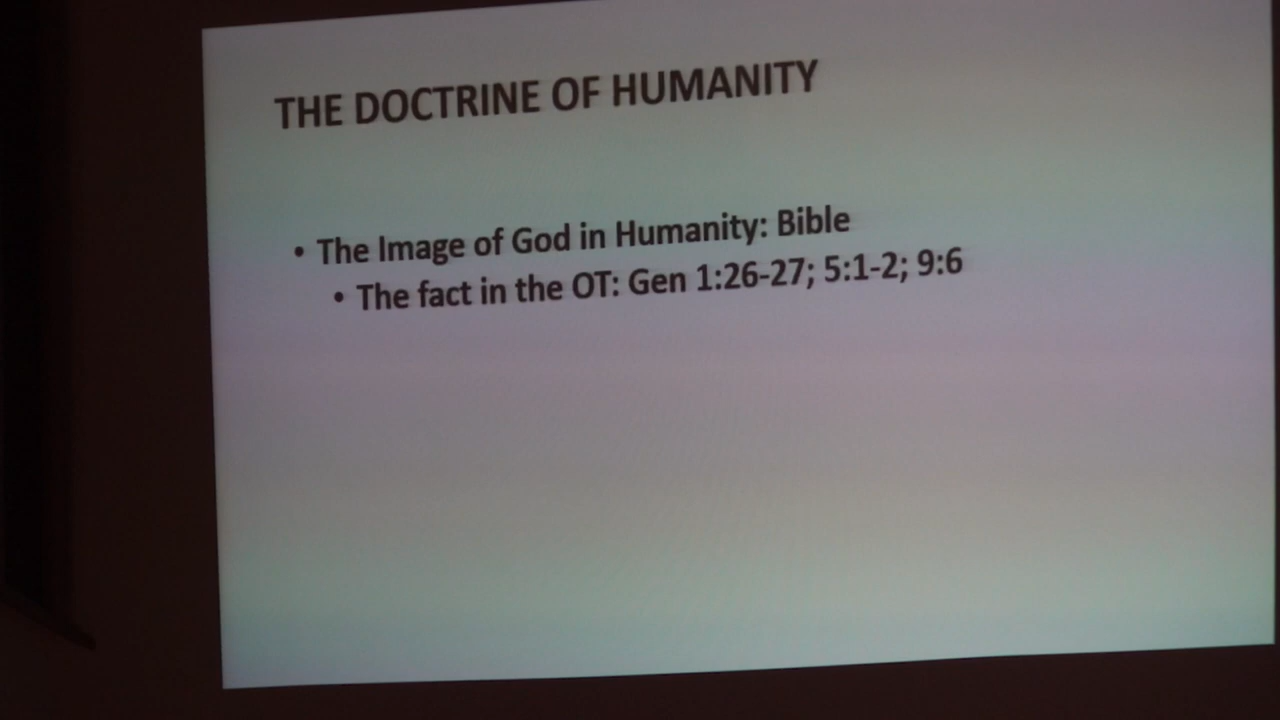 THE DOCTRINE OF HUMANITY
• The Image of God in Humanity: Bible
• The fact in the OT: Gen 1:26-27; 5:1-2; 9:6